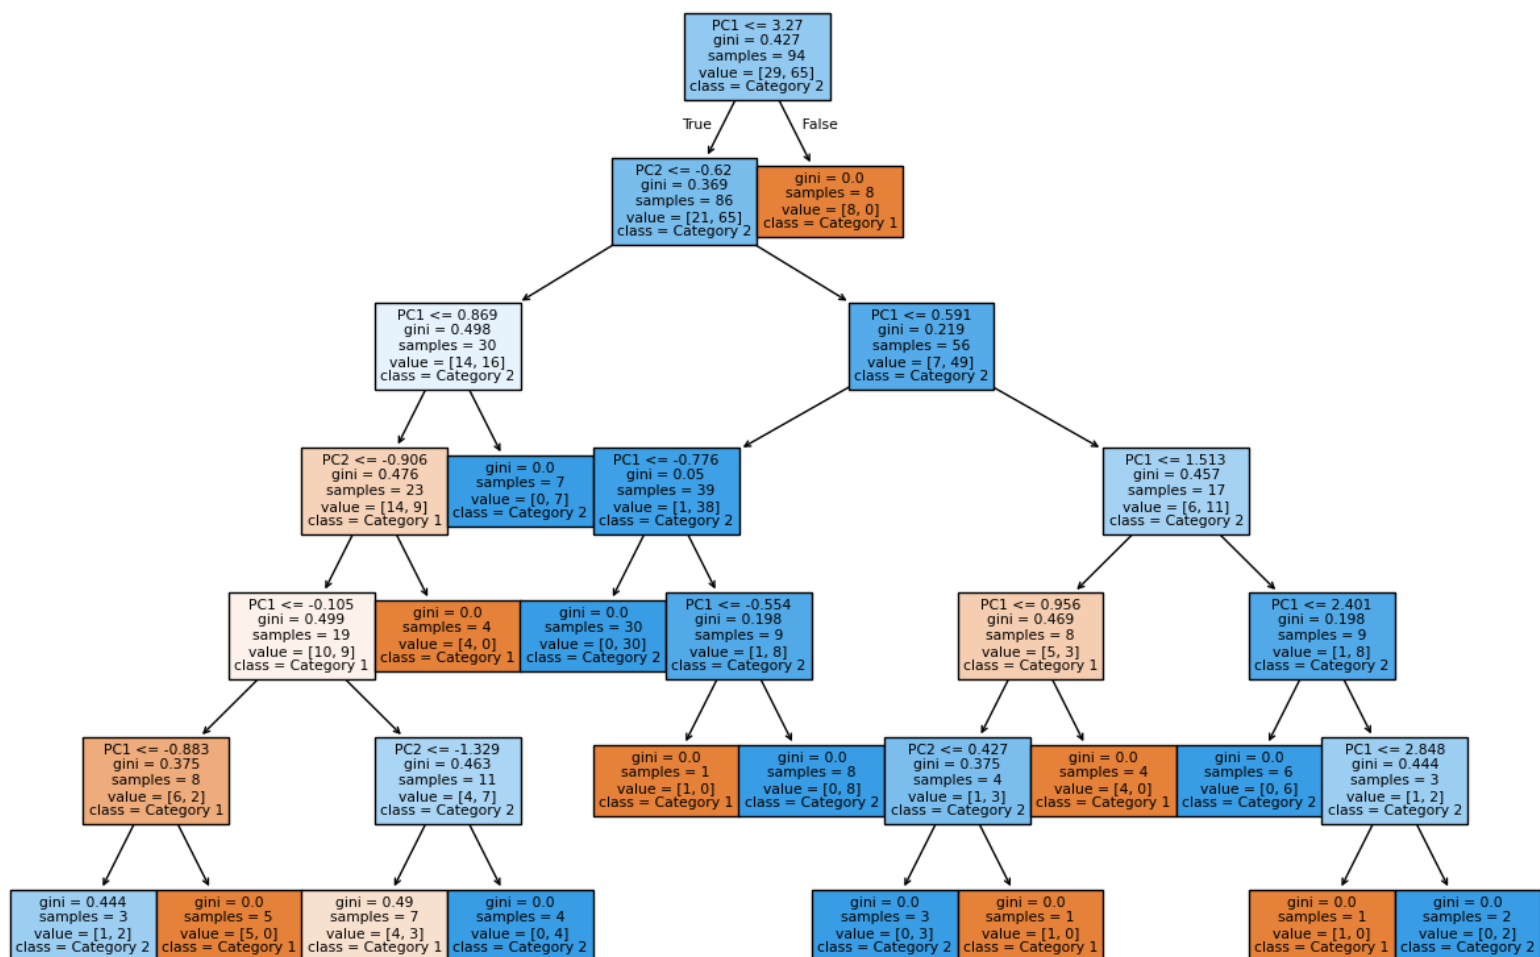 PC1 <= 3.27
gini = 0.427
samples = 94
value = [29, 65]
class = Category 2
True
False
PC2 <= -0.62
gini = 0.369
samples = 86
value = [21, 65]
class = Category 2
gini = 0.0
samples = 8
value = [8, 0]
class = Category 1
PC1 <= 0.869
gini = 0.498
samples = 30
value = [14, 16]
class = Category 2
PC1 <= 0.591
gini = 0.219
samples = 56
value = [7, 49]
class = Category 2
PC2 <= -0.906
gini = 0.476
samples = 23
value = [14, 9]
class = Category 1
gini = 0.0
samples = 7
value = [0, 7]
class = Category 2
PC1 <= -0.776
gini = 0.05
samples = 39
value = [1, 38]
class = Category 2
PC1 <= 1.513
gini = 0.457
samples = 17
value = [6, 11]
class = Category 2
PC1 <= -0.105
gini = 0.499
samples = 19
value = [10, 9]
class = Category 1
gini = 0.0
samples = 4
value = [4, 0]
class = Category 1
gini = 0.0
samples = 30
value = [0, 30]
class = Category 2
PC1 <= -0.554
gini = 0.198
samples = 9
value = [1, 8]
class = Category 2
PC1 <= 0.956
gini = 0.469
samples = 8
value = [5, 3]
class = Category 1
PC1 <= 2.401
gini = 0.198
samples = 9
value = [1, 8]
class = Category 2
PC1 <= -0.883
gini = 0.375
samples = 8
value = [6, 2]
class = Category 1
PC2 <= -1.329
gini = 0.463
samples = 11
value = [4, 7]
class = Category 2
gini = 0.0
samples = 1
value = [1, 0]
class = Category 1
gini = 0.0
samples = 8
value = [0, 8]
class = Category 2
PC2 <= 0.427
gini = 0.375
samples = 4
value = [1, 3]
class = Category 2
gini = 0.0
samples = 4
value = [4, 0]
class = Category 1
gini = 0.0
samples = 6
value = [0, 6]
class = Category 2
PC1 <= 2.848
gini = 0.444
samples = 3
value = [1, 2]
class = Category 2
gini = 0.444
samples = 3
value = [1, 2]
class = Category 2
gini = 0.0
samples = 5
value = [5, 0]
class = Category 1
gini = 0.49
samples = 7
value = [4, 3]
class = Category 1
gini = 0.0
samples = 4
value = [0, 4]
class = Category 2
gini = 0.0
samples = 3
value = [0, 3]
class = Category 2
gini = 0.0
samples = 1
value = [1, 0]
class = Category 1
gini = 0.0
samples = 1
value = [1, 0]
class = Category 1
gini = 0.0
samples = 2
value = [0, 2]
class = Category 2